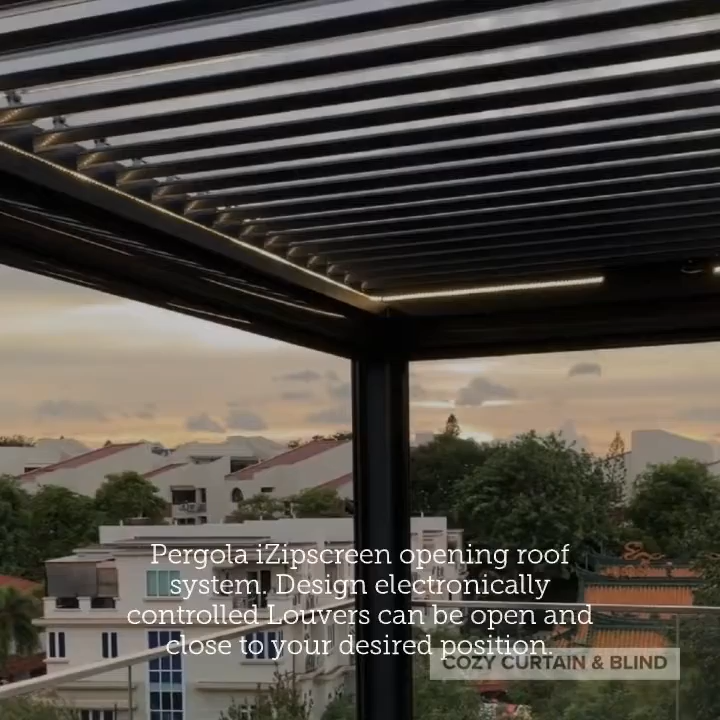 Pergola iZipscreen opening roof
system. Design electronically
controlled Louvers can be open and
close to your desired position.
COZY CURTAIN & BLIND